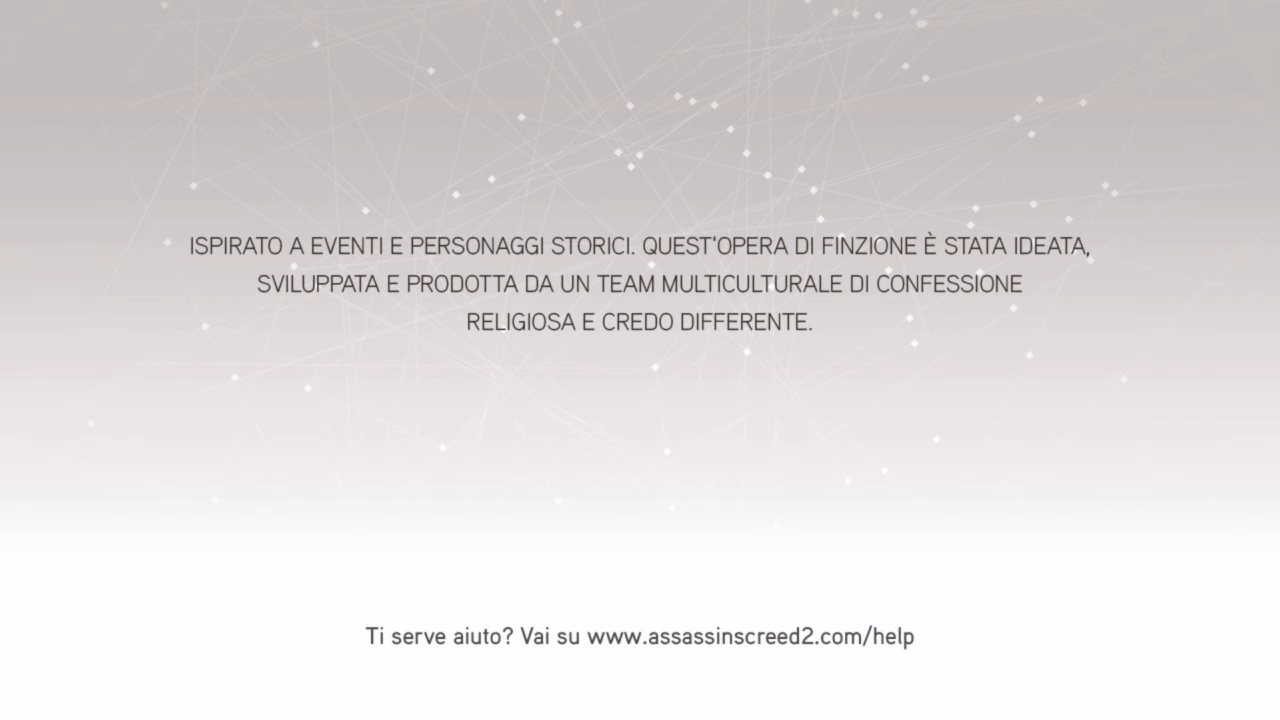 ISPIRATO A EVENTI E PERSONAGGI STORICI. QUEST'OPERA DI FINZIONE È STATA IDEATA,
SVILUPPATA E PRODOTTA DA UN TEAM MULTICULTURALE DI CONFESSIONE
RELIGIOSA E CREDO DIFFERENTE.
Ti serve aiuto? Vai su www.assassinscreed2.com/help